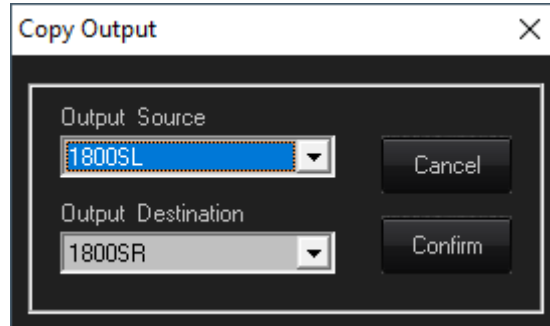 Copy Output
Output Source
1800SL
Cancel
Output Destination
1800SR
Confirm